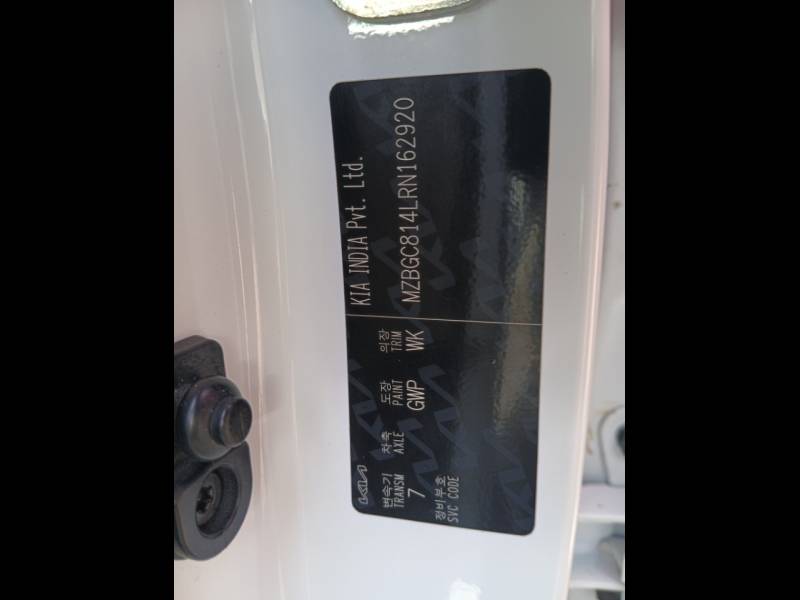 KIA
KIA INDIA Pvt. Ltd.
변속기 차축 도장 의장
TRANSM AXLE PAINT TRIM
7 GWP WK
MZBGC814LRN162920
정비부호
SVC CODE